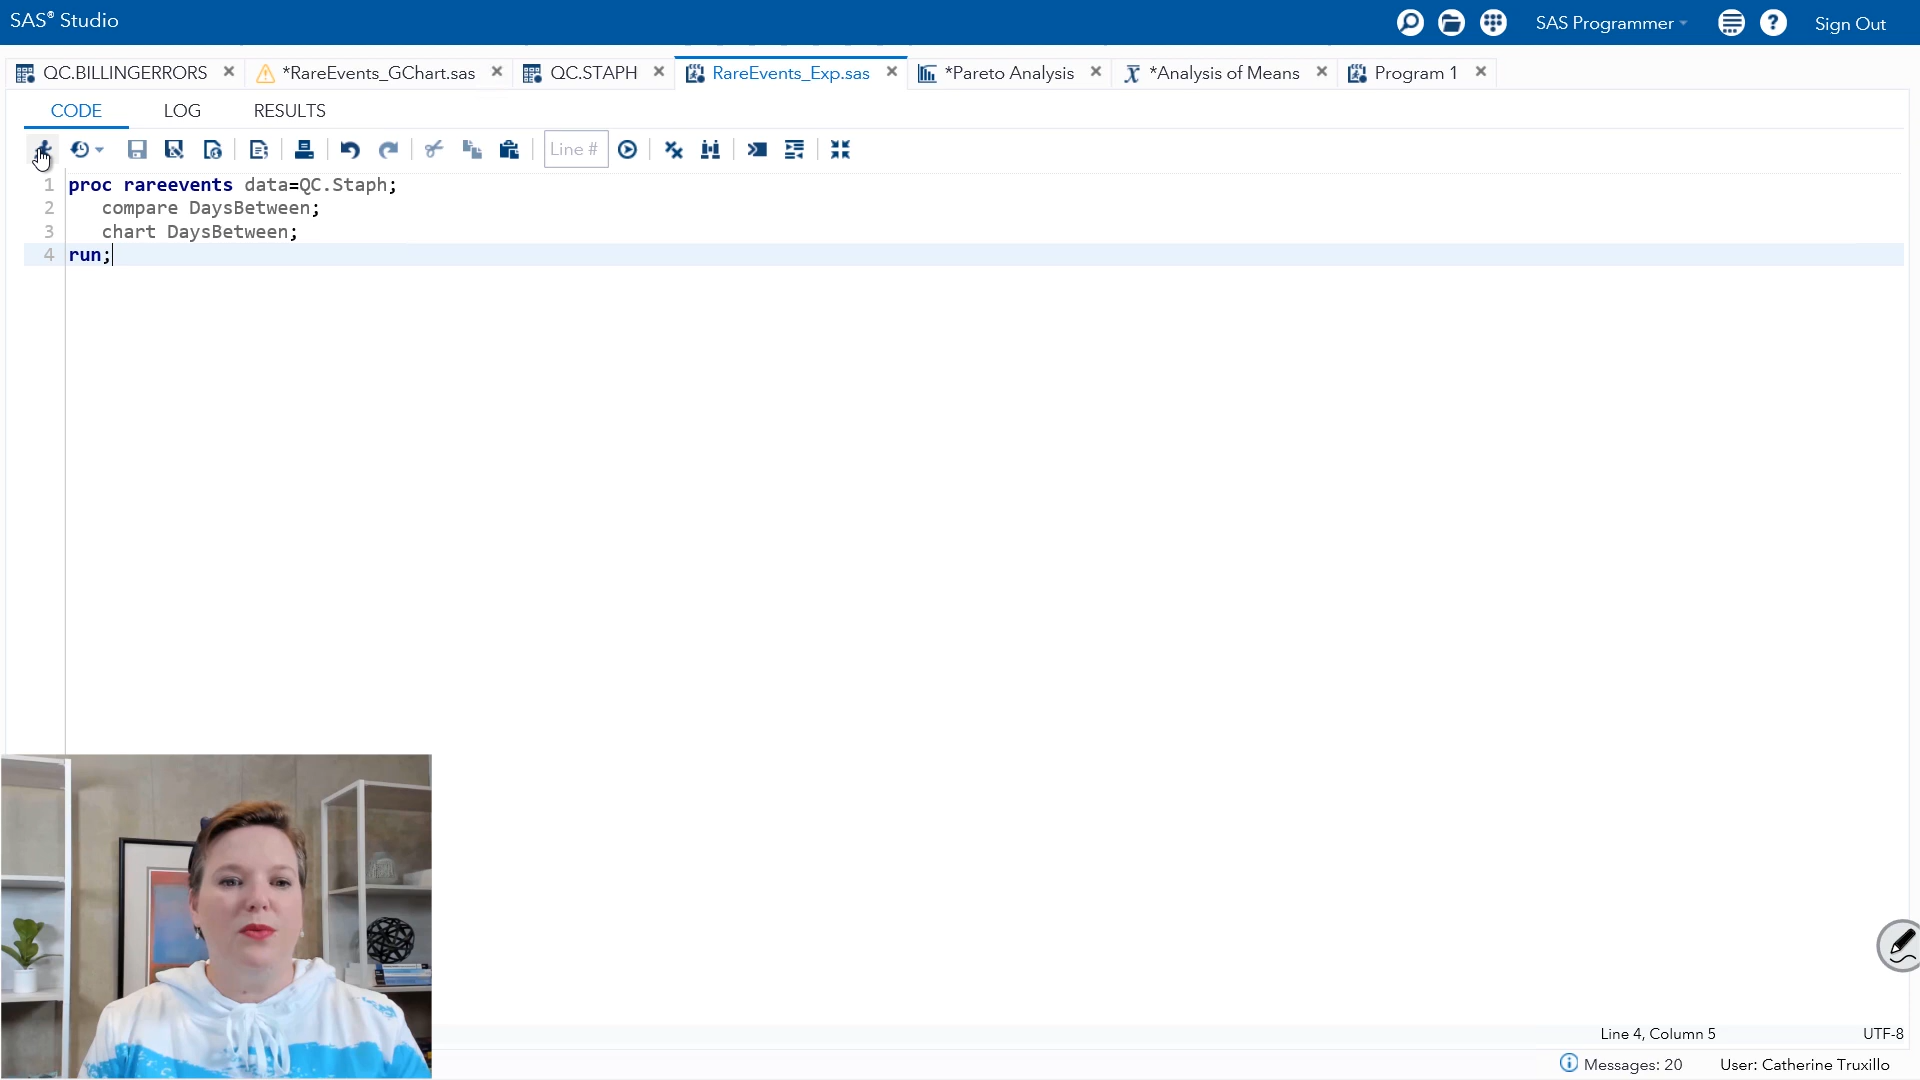 SAS® Studio
SAS Programmer
Sign Out
QC.BILLINGERRORS
*RareEvents_GChart.sas
QC.STAPH
RareEvents_Exp.sas
*Pareto Analysis
*Analysis of Means
Program 1
CODE
LOG
RESULTS
Line #
1 proc rareevents data=QC.Staph;
2 compare DaysBetween;
3 chart DaysBetween;
4 run;
Line 4, Column 5
UTF-8
Messages: 20
User: Catherine Truxillo